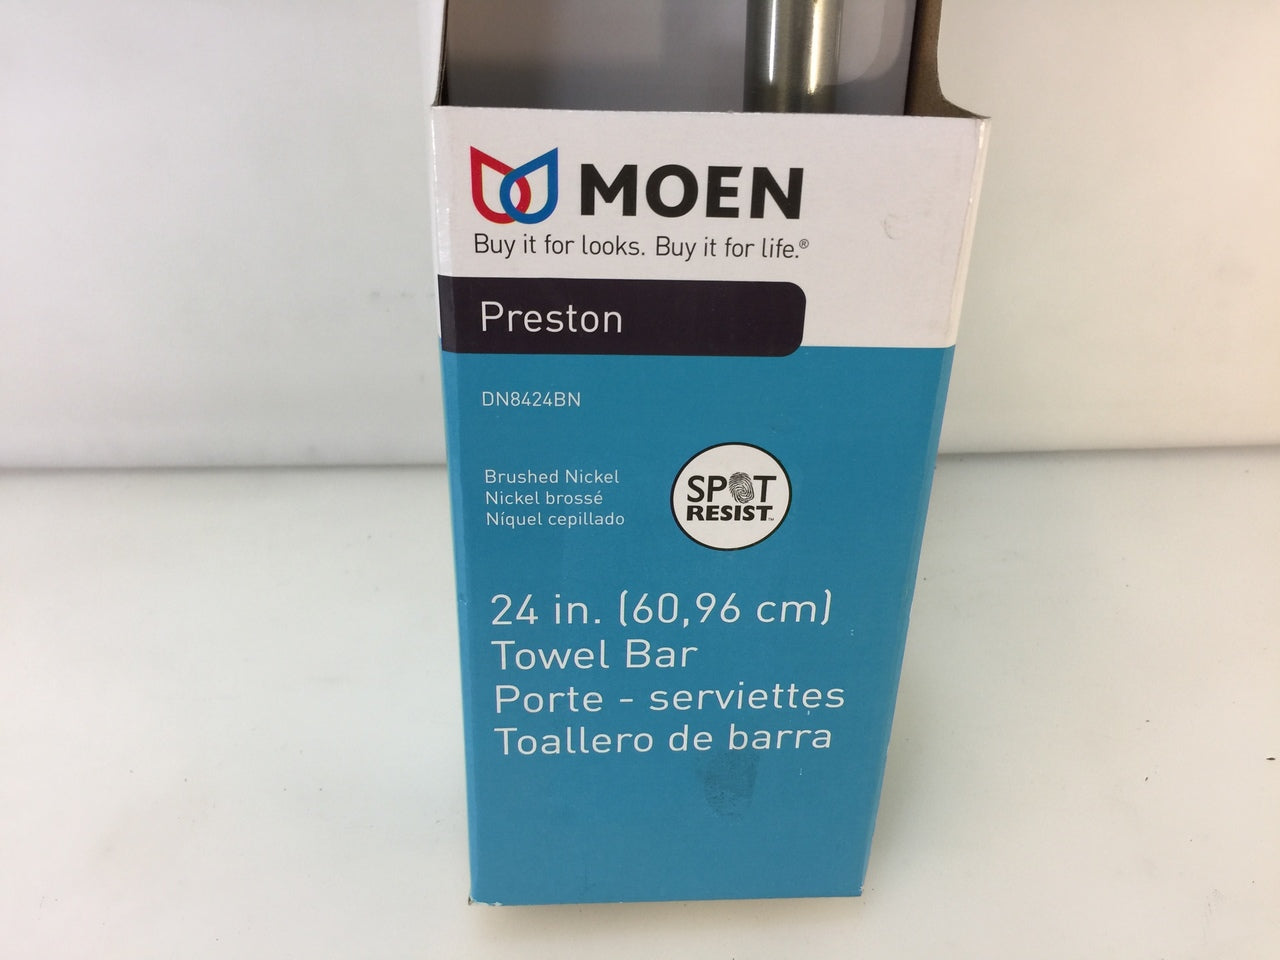 MOEN
Buy it for looks. Buy it for life.®
Preston
DN8424BN
Brushed Nickel
Nickel brossé
Níquel cepillado
SPOT
RESIST™
24 in. (60,96 cm)
Towel Bar
Porte - serviettes
Toallero de barra